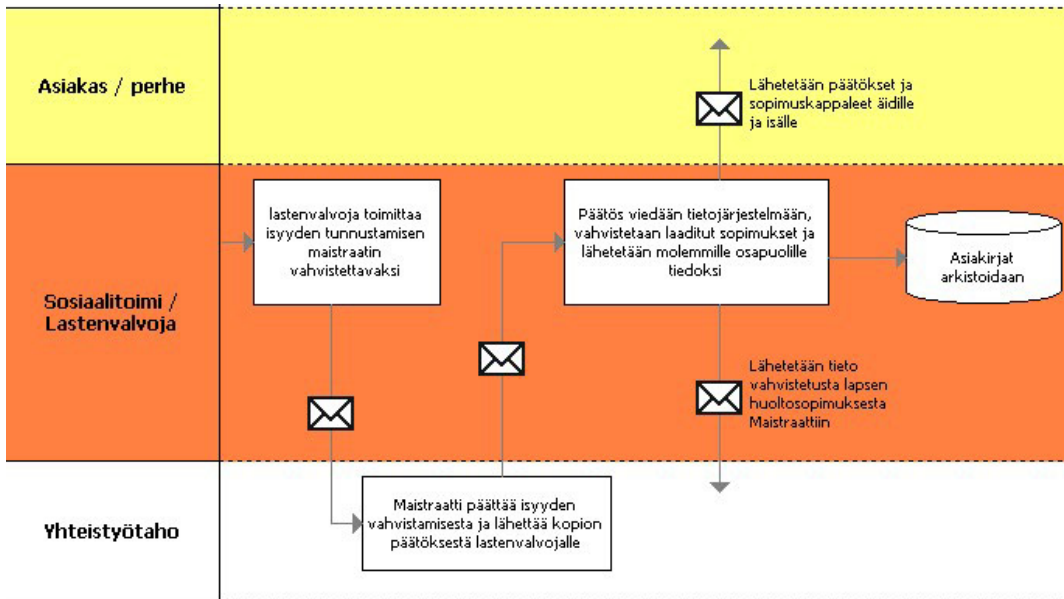 Asiakas / perhe
Lähetetään päätökset ja
sopimuskappaleet äidille
ja isälle
Sosiaalitoimi /
Lastenvalvoja
lastenvalvoja toimittaa
isyyden tunnustamisen
maistraatin
vahvistettavaksi
Päätös viedään tietojärjestelmään,
vahvistetaan laaditut sopimukset ja
lähetetään molemmille osapuolille
tiedoksi
Asiakirjat
arkistoidaan
Lähetetään tieto
vahvistetusta lapsen
huoltosopimuksesta
Maistraattiin
Yhteistyötaho
Maistraatti päättää isyyden
vahvistamisesta ja lähettää kopion
päätöksestä lastenvalvojalle